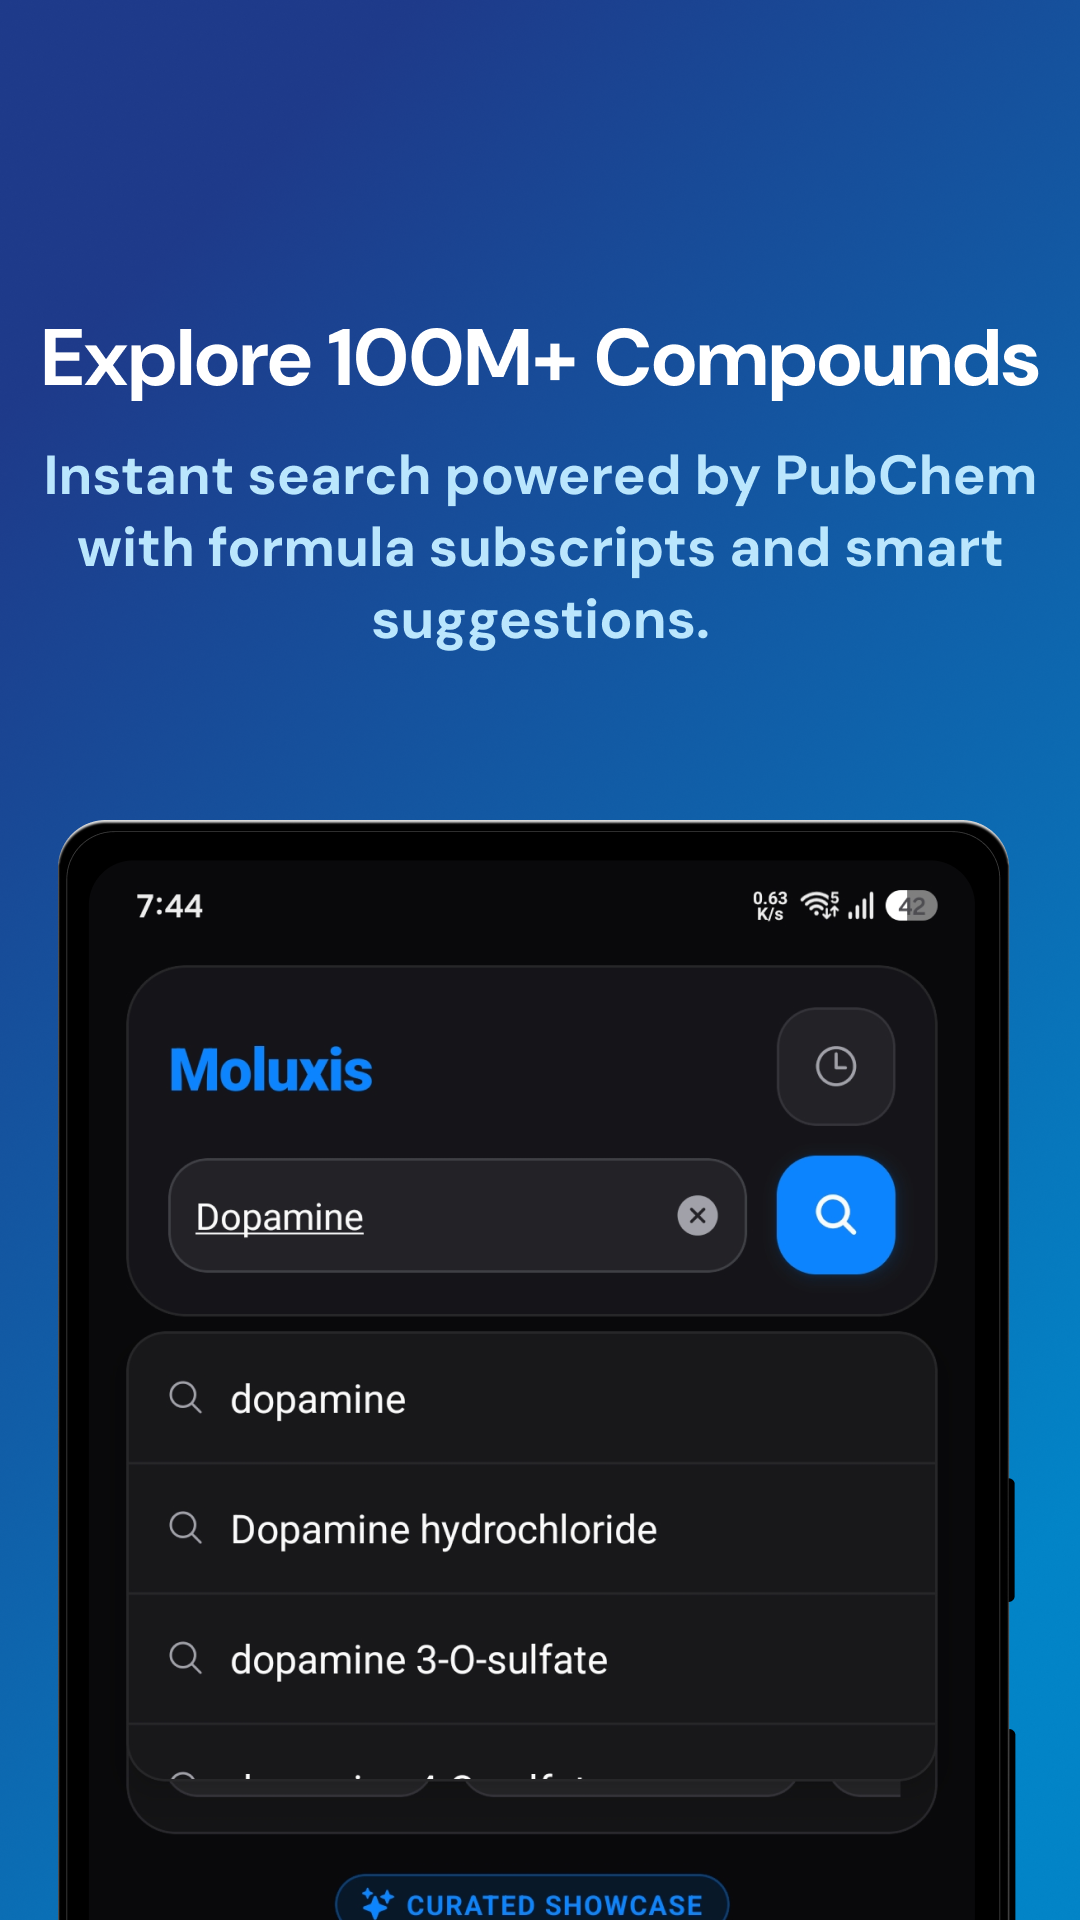 Explore 100M+ Compounds
Instant search powered by PubChem
with formula subscripts and smart
suggestions.
7:44
0.63
K/s
5
42
Moluxis
Dopamine
dopamine
Dopamine hydrochloride
dopamine 3-O-sulfate
CURATED SHOWCASE